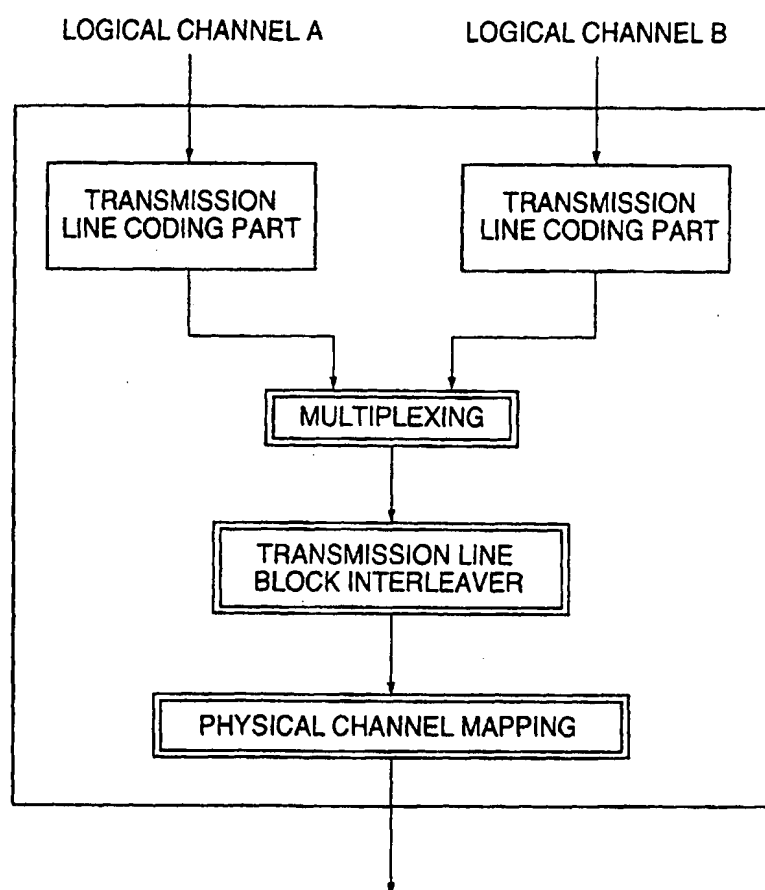 LOGICAL CHANNEL A
LOGICAL CHANNEL B
TRANSMISSION
LINE CODING PART
TRANSMISSION
LINE CODING PART
MULTIPLEXING
TRANSMISSION LINE
BLOCK INTERLEAVER
PHYSICAL CHANNEL MAPPING